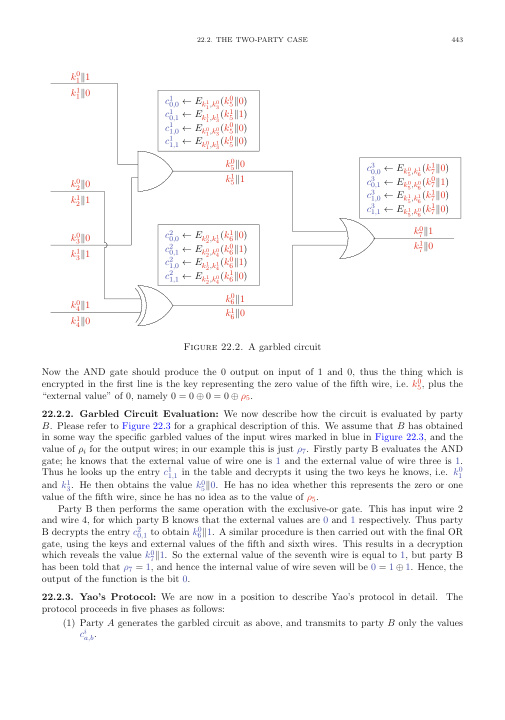 22.2. THE TWO-PARTY CASE 443
k_1^0‖1
k_1^1‖0
c_{0,0}^1 ← E_{k_1^1,k_3^0}(k_5^0‖0)
c_{0,1}^1 ← E_{k_1^1,k_3^1}(k_5^1‖1)
c_{1,0}^1 ← E_{k_1^0,k_3^0}(k_5^0‖0)
c_{1,1}^1 ← E_{k_1^0,k_3^1}(k_5^0‖0)
k_5^0‖0
k_5^1‖1
k_2^0‖0
k_2^1‖1
c_{0,0}^3 ← E_{k_5^0,k_6^1}(k_7^1‖0)
c_{0,1}^3 ← E_{k_5^0,k_6^0}(k_7^0‖1)
c_{1,0}^3 ← E_{k_5^1,k_6^1}(k_7^1‖0)
c_{1,1}^3 ← E_{k_5^1,k_6^0}(k_7^1‖0)
k_7^0‖1
k_7^1‖0
k_3^0‖0
k_3^1‖1
c_{0,0}^2 ← E_{k_2^0,k_4^1}(k_6^1‖0)
c_{0,1}^2 ← E_{k_2^0,k_4^0}(k_6^0‖1)
c_{1,0}^2 ← E_{k_2^1,k_4^1}(k_6^0‖1)
c_{1,1}^2 ← E_{k_2^1,k_4^0}(k_6^1‖0)
k_6^0‖1
k_6^1‖0
k_4^0‖1
k_4^1‖0
FIGURE 22.2. A garbled circuit
Now the AND gate should produce the 0 output on input of 1 and 0, thus the thing which is
encrypted in the first line is the key representing the zero value of the fifth wire, i.e. k_5^0, plus the
“external value” of 0, namely 0 = 0 ⊕ 0 = 0 ⊕ ρ_5.
22.2.2. Garbled Circuit Evaluation: We now describe how the circuit is evaluated by party
B. Please refer to Figure 22.3 for a graphical description of this. We assume that B has obtained
in some way the specific garbled values of the input wires marked in blue in Figure 22.3, and the
value of ρ_i for the output wires; in our example this is just ρ_7. Firstly party B evaluates the AND
gate; he knows that the external value of wire one is 1 and the external value of wire three is 1.
Thus he looks up the entry c_{1,1}^1 in the table and decrypts it using the two keys he knows, i.e. k_1^0
and k_3^1. He then obtains the value k_5^0‖0. He has no idea whether this represents the zero or one
value of the fifth wire, since he has no idea as to the value of ρ_5.
Party B then performs the same operation with the exclusive-or gate. This has input wire 2
and wire 4, for which party B knows that the external values are 0 and 1 respectively. Thus party
B decrypts the entry c_{0,1}^2 to obtain k_6^0‖1. A similar procedure is then carried out with the final OR
gate, using the keys and external values of the fifth and sixth wires. This results in a decryption
which reveals the value k_7^0‖1. So the external value of the seventh wire is equal to 1, but party B
has been told that ρ_7 = 1, and hence the internal value of wire seven will be 0 = 1 ⊕ 1. Hence, the
output of the function is the bit 0.
22.2.3. Yao's Protocol: We are now in a position to describe Yao's protocol in detail. The
protocol proceeds in five phases as follows:
(1) Party A generates the garbled circuit as above, and transmits to party B only the values
c_{a,b}^i.